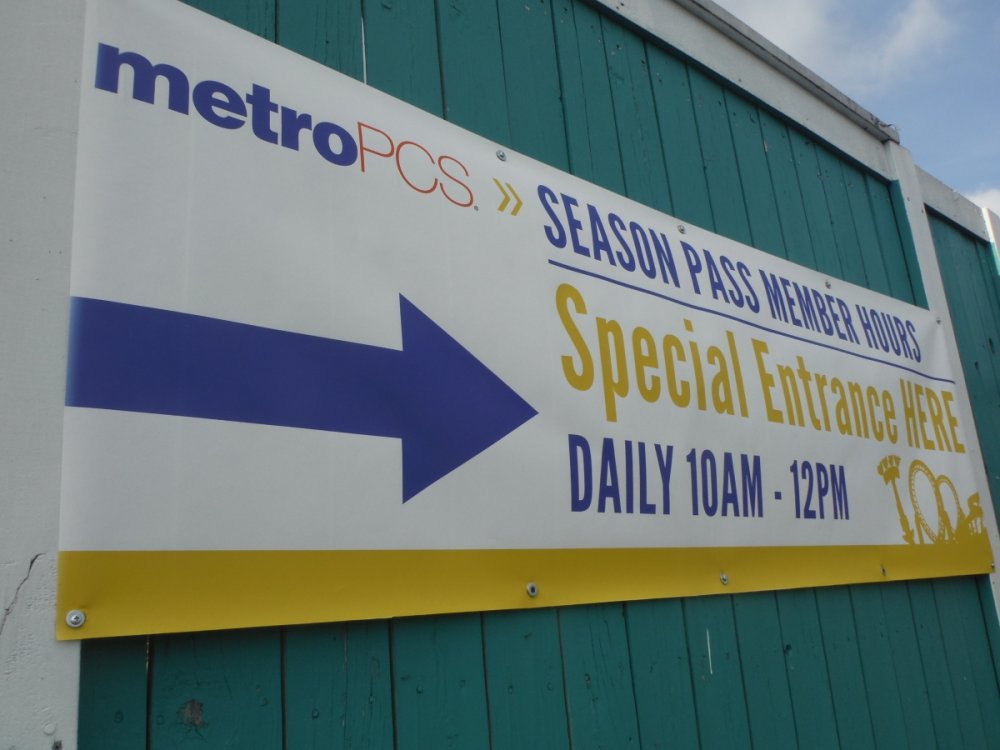 metroPCS. » SEASON PASS MEMBER HOURS
Special Entrance HERE
DAILY 10AM - 12PM